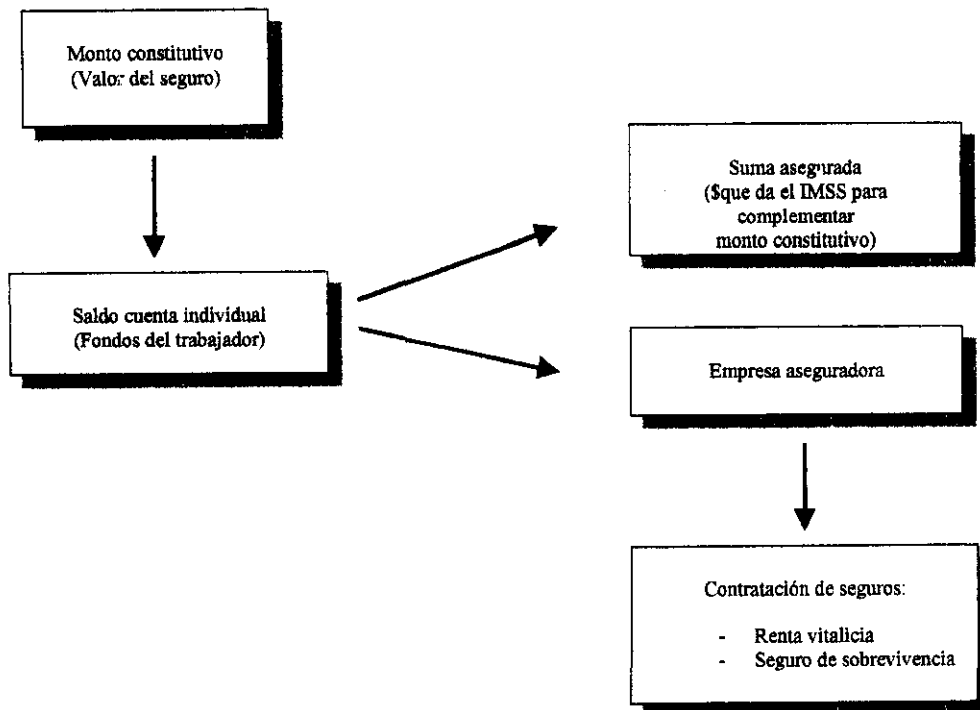 Monto constitutivo
(Valor del seguro)
Suma asegurada
($que da el IMSS para
complementar
monto constitutivo)
Saldo cuenta individual
(Fondos del trabajador)
Empresa aseguradora
Contratación de seguros:
- Renta vitalicia
- Seguro de sobrevivencia